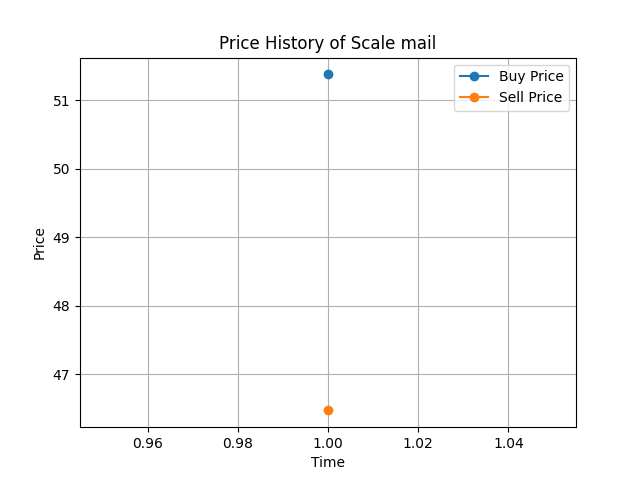 Price History of Scale mail
Buy Price
Sell Price
51
50
49
48
47
Price
0.96 0.98 1.00 1.02 1.04
Time